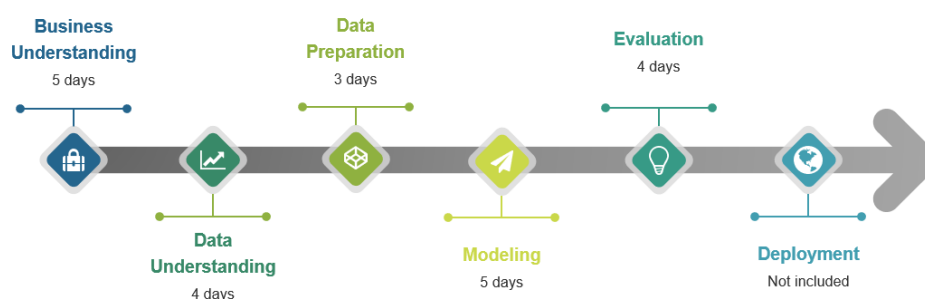 Business
Understanding
5 days
Data
Understanding
4 days
Data
Preparation
3 days
Modeling
5 days
Evaluation
4 days
Deployment
Not included